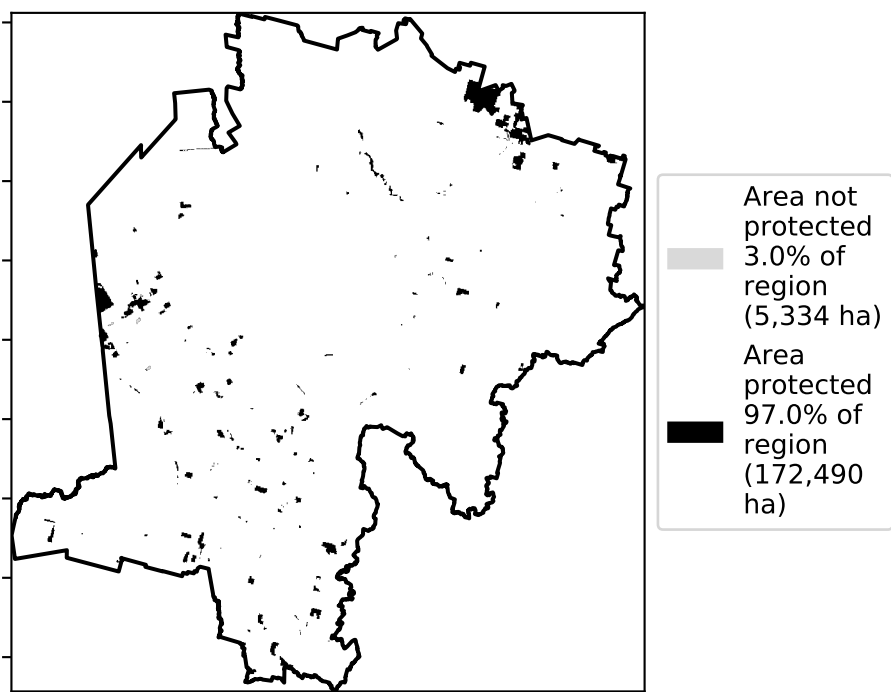 Area not
protected
3.0% of
region
(5,334 ha)
Area
protected
97.0% of
region
(172,490
ha)